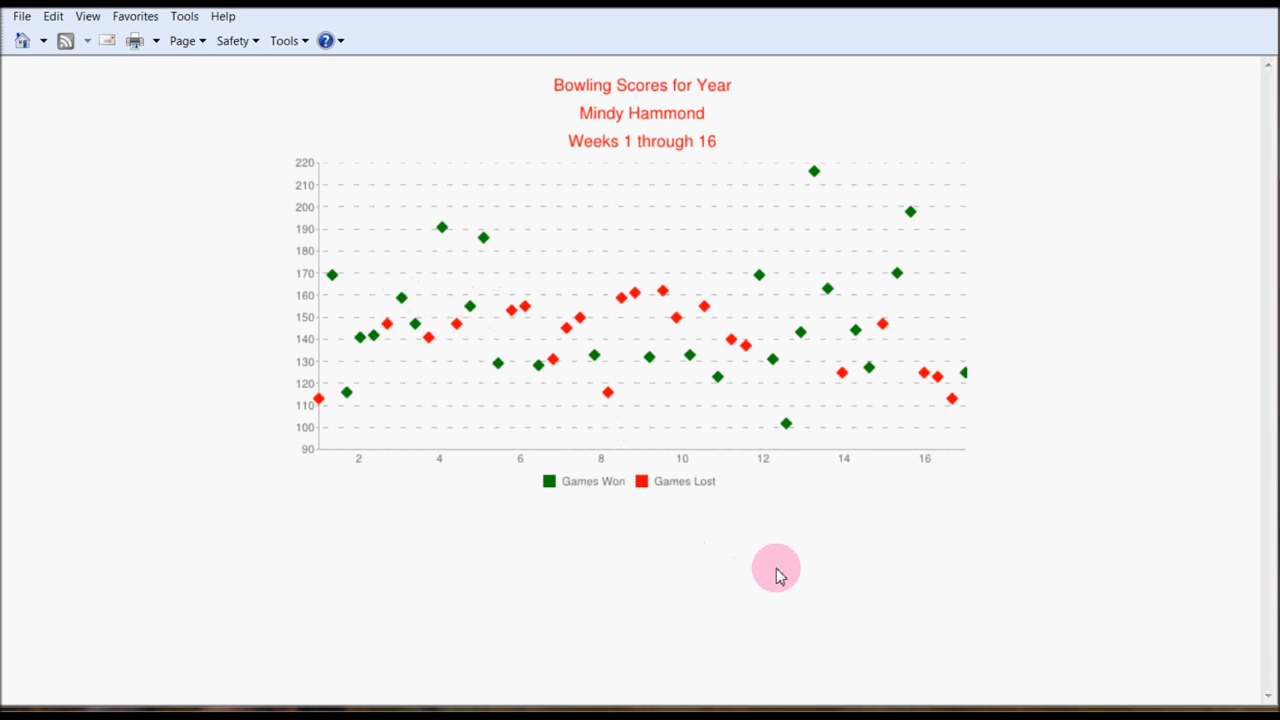 File Edit View Favorites Tools Help
Page Safety Tools ?
Bowling Scores for Year
Mindy Hammond
Weeks 1 through 16
220
210
200
190
180
170
160
150
140
130
120
110
100
90
2 4 6 8 10 12 14 16
Games Won Games Lost